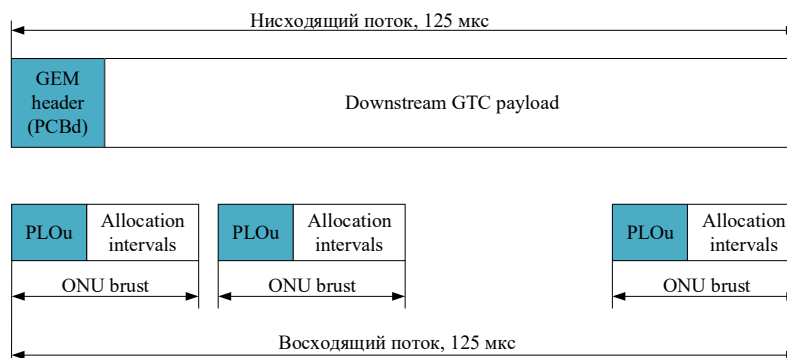 Нисходящий поток, 125 мкс
GEM
header
(PCBd)
Downstream GTC payload
PLOu
Allocation
intervals
PLOu
Allocation
intervals
PLOu
Allocation
intervals
ONU brust
ONU brust
ONU brust
Восходящий поток, 125 мкс